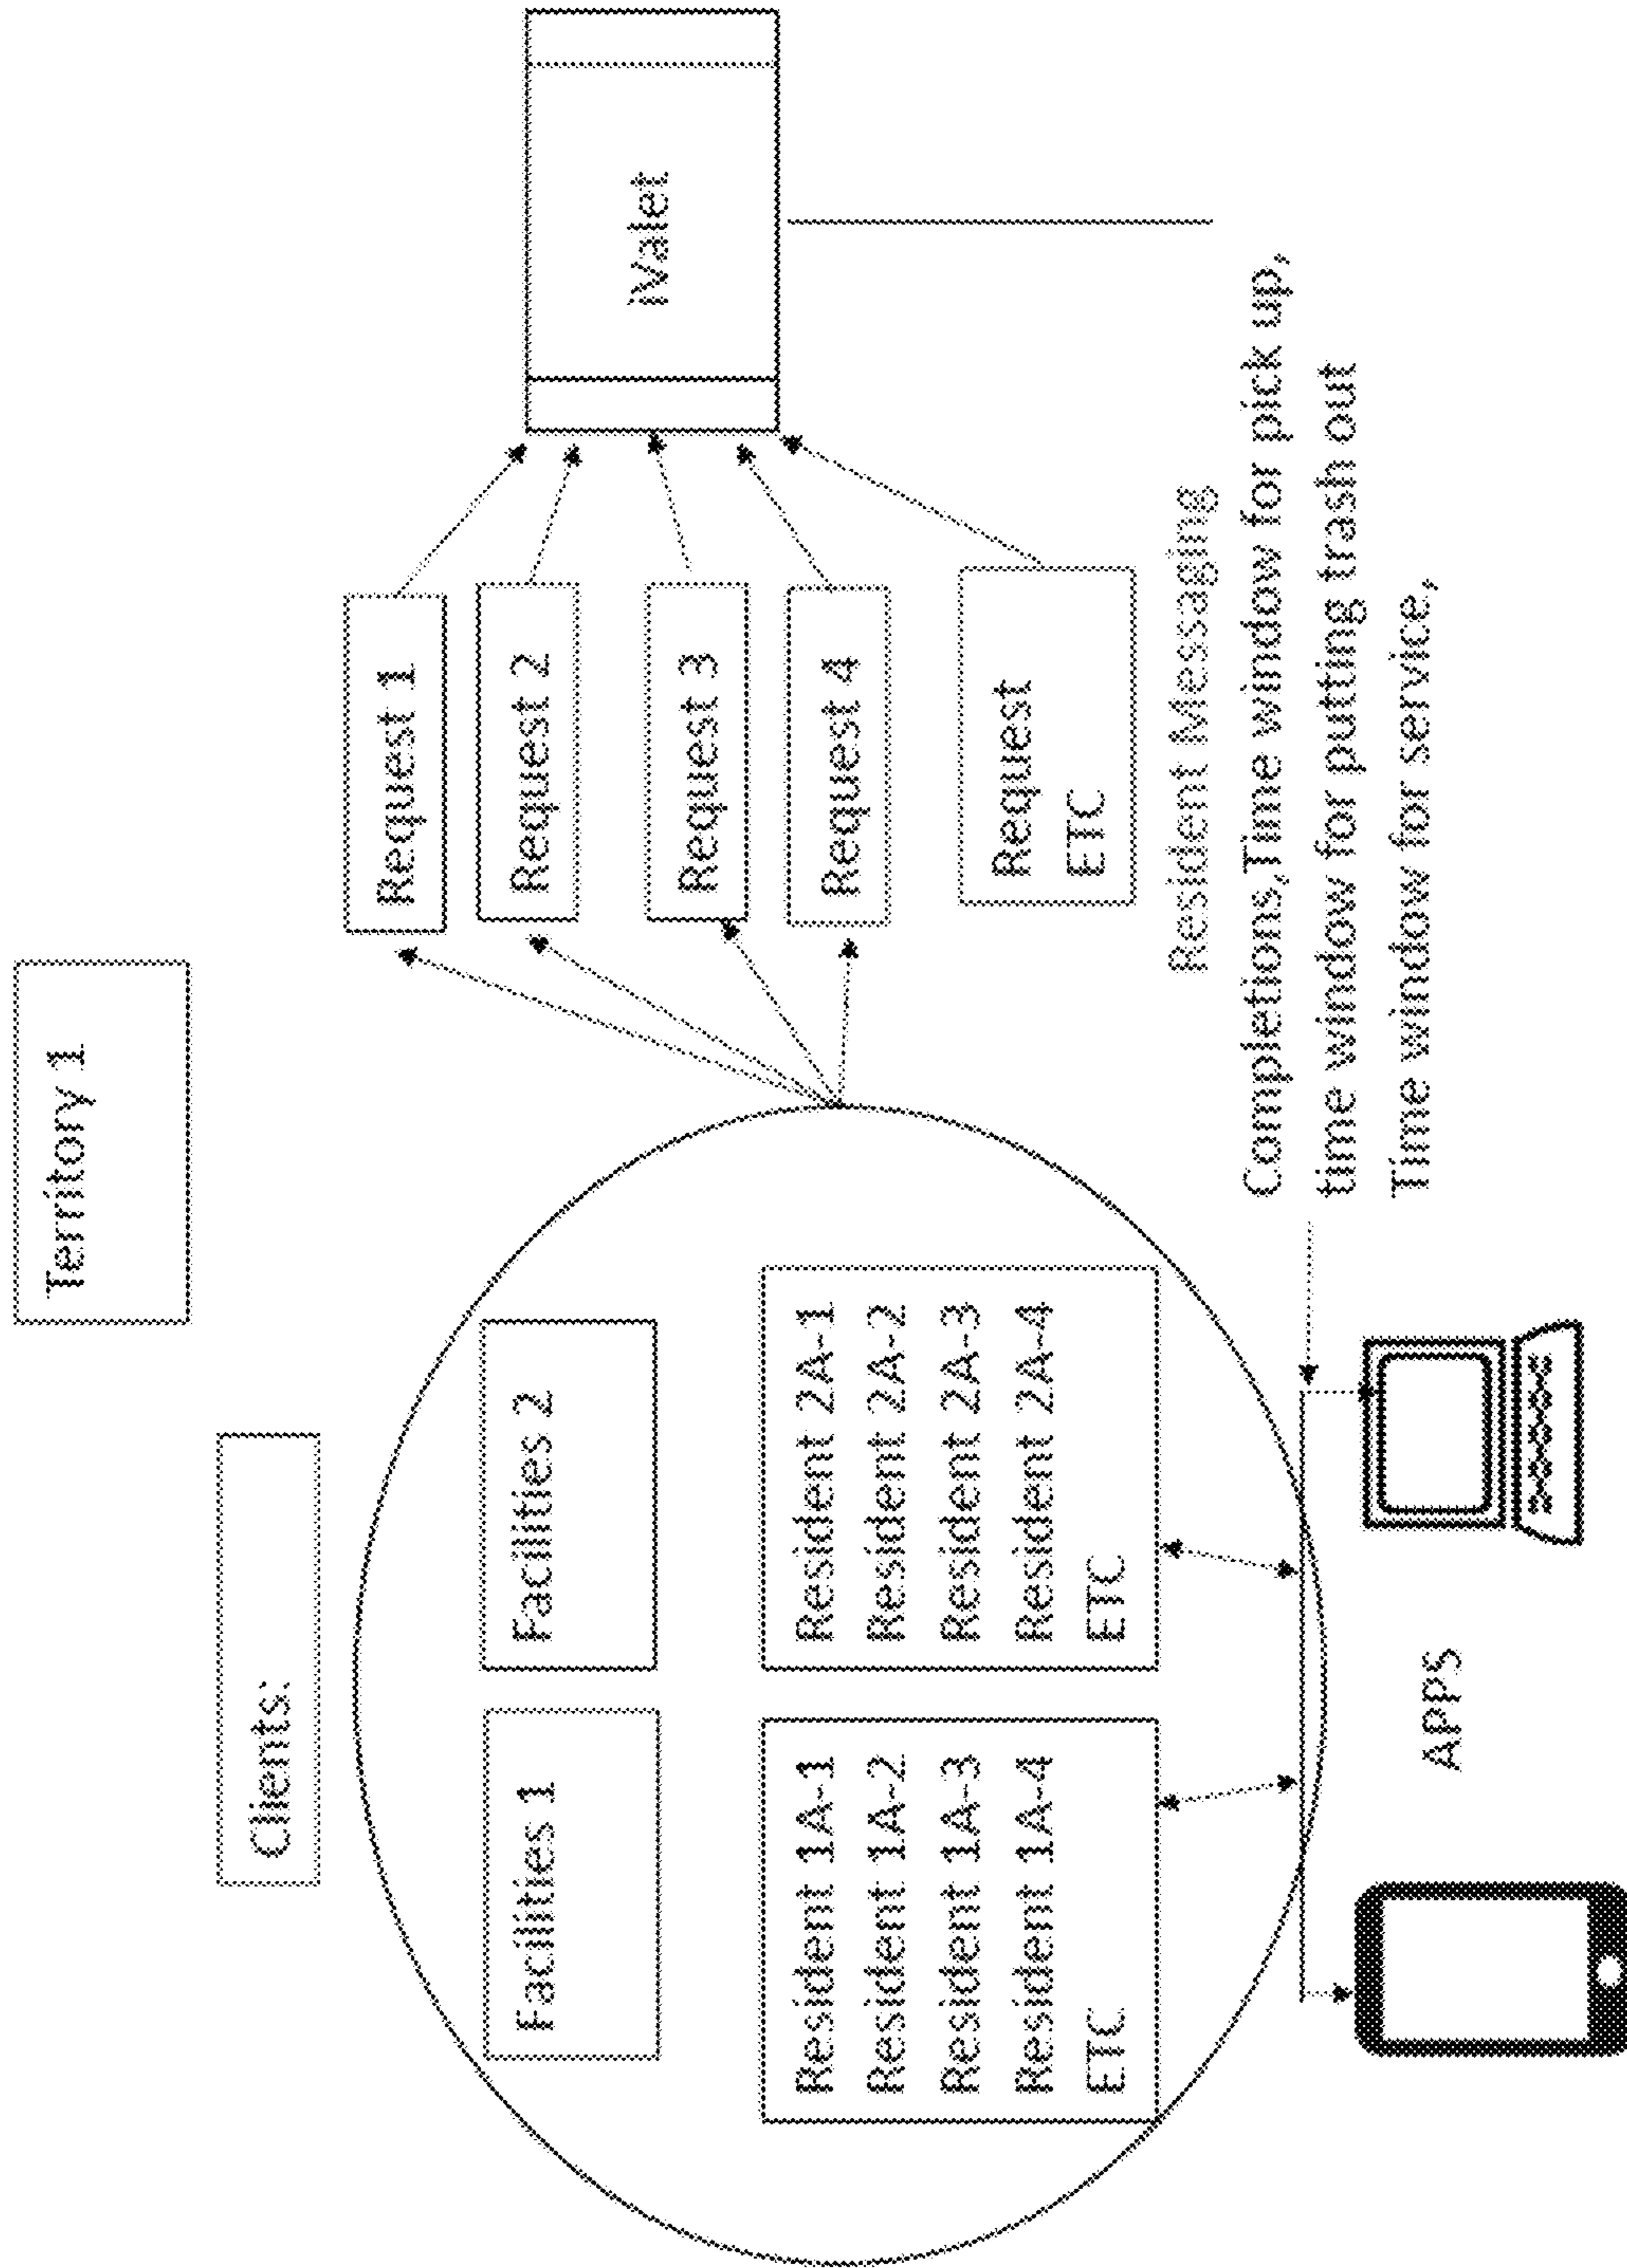 Territory 1
Clients:
Facilities 1
Facilities 2
Resident 1A-1
Resident 1A-2
Resident 1A-3
Resident 1A-4
ETC
Resident 2A-1
Resident 2A-2
Resident 2A-3
Resident 2A-4
ETC
Request 1
Request 2
Request 3
Request 4
Request
ETC
iValet
Resident Messaging
Completions,Time window for pick up,
time window for putting trash out
Time window for service,
APPS